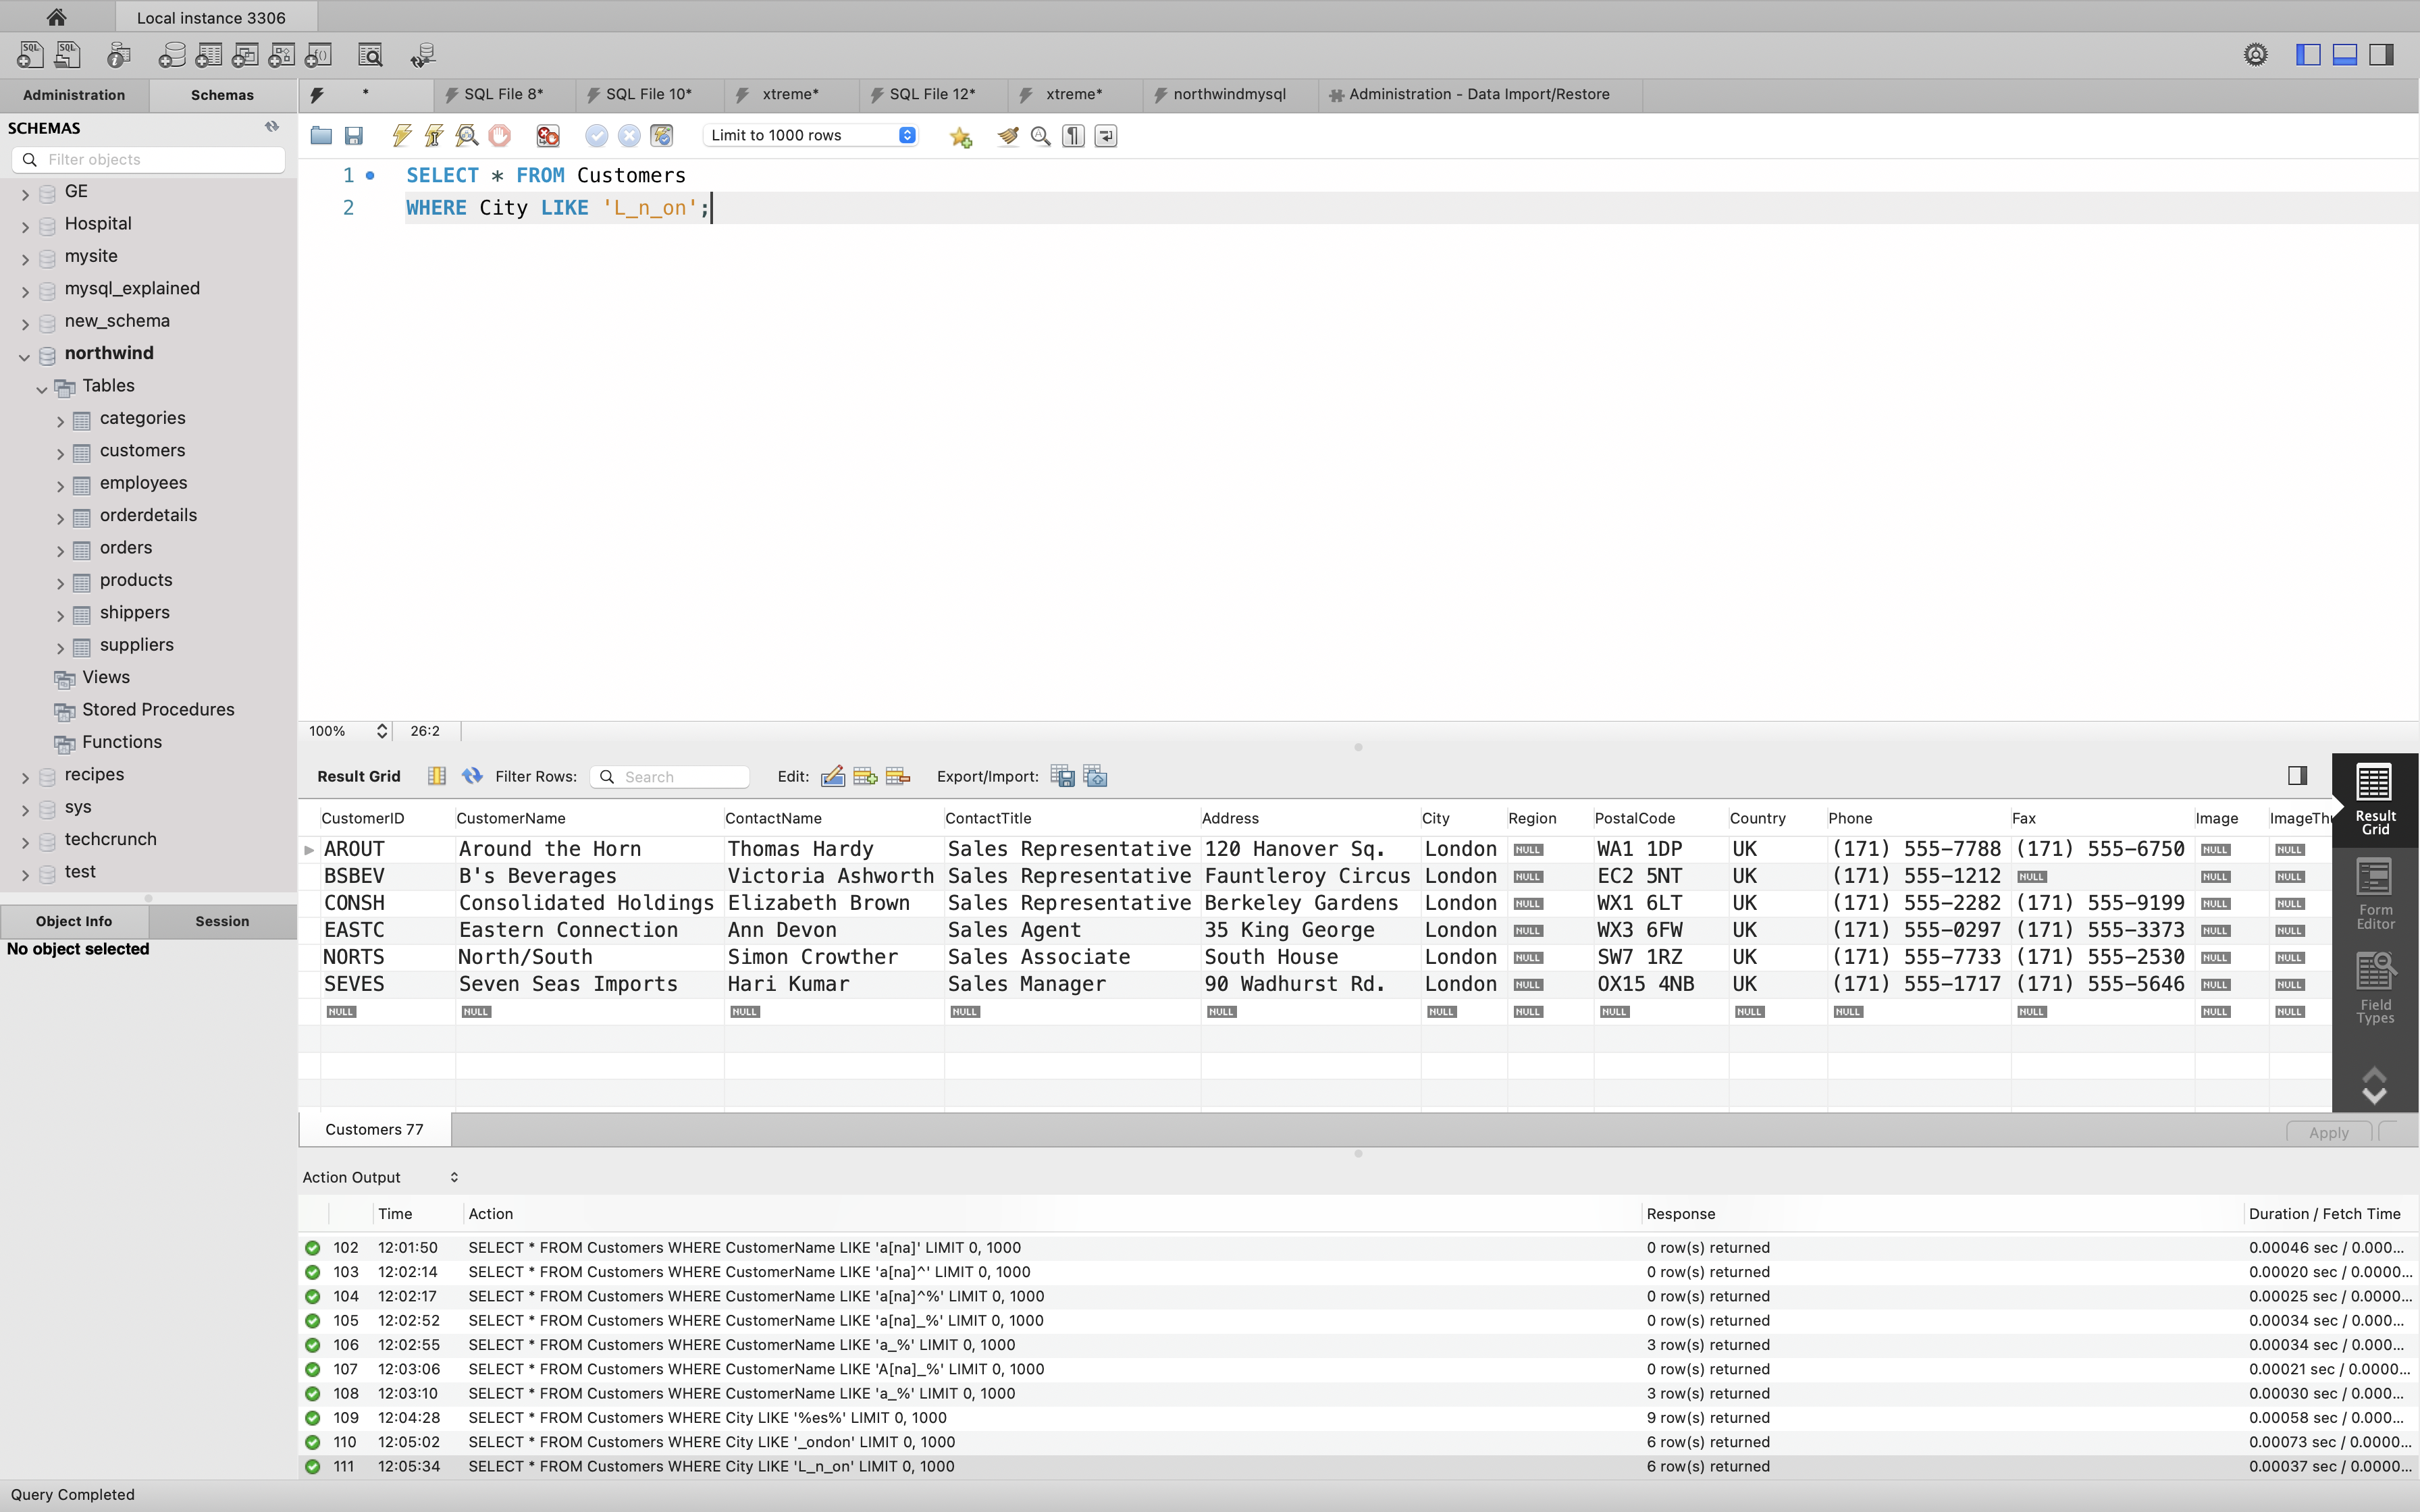 Local instance 3306
Administration Schemas * SQL File 8* SQL File 10* xtreme* SQL File 12* xtreme* northwindmysql Administration - Data Import/Restore
SCHEMAS
Filter objects
Limit to 1000 rows
1 SELECT * FROM Customers
2 WHERE City LIKE 'L_n_on';
GE
Hospital
mysite
mysql_explained
new_schema
northwind
Tables
categories
customers
employees
orderdetails
orders
products
shippers
suppliers
Views
Stored Procedures
Functions
recipes
sys
techcrunch
test
Object Info Session
No object selected
100% 26:2
Result Grid Filter Rows: Search Edit: Export/Import:
CustomerID CustomerName ContactName ContactTitle Address City Region PostalCode Country Phone Fax Image ImageThu
AROUT Around the Horn Thomas Hardy Sales Representative 120 Hanover Sq. London NULL WA1 1DP UK (171) 555-7788 (171) 555-6750 NULL NULL
BSBEV B's Beverages Victoria Ashworth Sales Representative Fauntleroy Circus London NULL EC2 5NT UK (171) 555-1212 NULL NULL NULL
CONSH Consolidated Holdings Elizabeth Brown Sales Representative Berkeley Gardens London NULL WX1 6LT UK (171) 555-2282 (171) 555-9199 NULL NULL
EASTC Eastern Connection Ann Devon Sales Agent 35 King George London NULL WX3 6FW UK (171) 555-0297 (171) 555-3373 NULL NULL
NORTS North/South Simon Crowther Sales Associate South House London NULL SW7 1RZ UK (171) 555-7733 (171) 555-2530 NULL NULL
SEVES Seven Seas Imports Hari Kumar Sales Manager 90 Wadhurst Rd. London NULL OX15 4NB UK (171) 555-1717 (171) 555-5646 NULL NULL
NULL NULL NULL NULL NULL NULL NULL NULL NULL NULL NULL NULL NULL
Result
Grid
Form
Editor
Field
Types
Customers 77 Apply
Action Output
Time Action Response Duration / Fetch Time
102 12:01:50 SELECT * FROM Customers WHERE CustomerName LIKE 'a[na]' LIMIT 0, 1000 0 row(s) returned 0.00046 sec / 0.000...
103 12:02:14 SELECT * FROM Customers WHERE CustomerName LIKE 'a[na]^' LIMIT 0, 1000 0 row(s) returned 0.00020 sec / 0.0000...
104 12:02:17 SELECT * FROM Customers WHERE CustomerName LIKE 'a[na]^%' LIMIT 0, 1000 0 row(s) returned 0.00025 sec / 0.0000...
105 12:02:52 SELECT * FROM Customers WHERE CustomerName LIKE 'a[na]_%' LIMIT 0, 1000 0 row(s) returned 0.00034 sec / 0.000...
106 12:02:55 SELECT * FROM Customers WHERE CustomerName LIKE 'a_%' LIMIT 0, 1000 3 row(s) returned 0.00034 sec / 0.000...
107 12:03:06 SELECT * FROM Customers WHERE CustomerName LIKE 'A[na]_%' LIMIT 0, 1000 0 row(s) returned 0.00021 sec / 0.0000...
108 12:03:10 SELECT * FROM Customers WHERE CustomerName LIKE 'a_%' LIMIT 0, 1000 3 row(s) returned 0.00030 sec / 0.000...
109 12:04:28 SELECT * FROM Customers WHERE City LIKE '%es%' LIMIT 0, 1000 9 row(s) returned 0.00058 sec / 0.000...
110 12:05:02 SELECT * FROM Customers WHERE City LIKE '_ondon' LIMIT 0, 1000 6 row(s) returned 0.00073 sec / 0.0000...
111 12:05:34 SELECT * FROM Customers WHERE City LIKE 'L_n_on' LIMIT 0, 1000 6 row(s) returned 0.00037 sec / 0.0000...
Query Completed